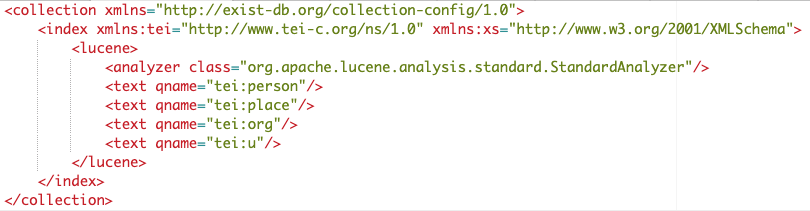 <collection xmlns="http://exist-db.org/collection-config/1.0">
    <index xmlns:tei="http://www.tei-c.org/ns/1.0" xmlns:xs="http://www.w3.org/2001/XMLSchema">
        <lucene>
            <analyzer class="org.apache.lucene.analysis.standard.StandardAnalyzer"/>
            <text qname="tei:person"/>
            <text qname="tei:place"/>
            <text qname="tei:org"/>
            <text qname="tei:u"/>
        </lucene>
    </index>
</collection>